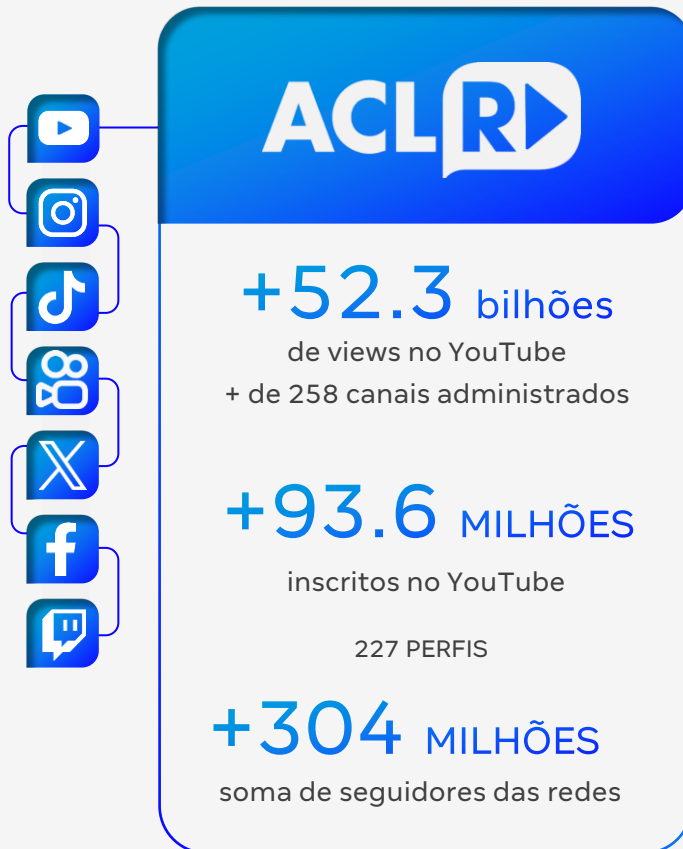 ACLR
+52.3 bilhões
de views no YouTube
+ de 258 canais administrados
+93.6 MILHÕES
inscritos no YouTube
227 PERFIS
+304 MILHÕES
soma de seguidores das redes